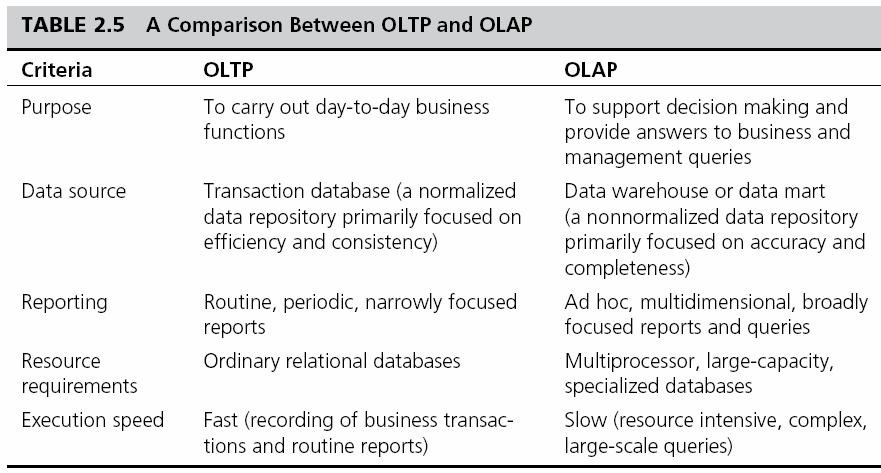 TABLE 2.5 A Comparison Between OLTP and OLAP
Criteria OLTP OLAP
Purpose To carry out day-to-day business To support decision making and
functions provide answers to business and
management queries
Data source Transaction database (a normalized Data warehouse or data mart
data repository primarily focused on (a nonnormalized data repository
efficiency and consistency) primarily focused on accuracy and
completeness)
Reporting Routine, periodic, narrowly focused Ad hoc, multidimensional, broadly
reports focused reports and queries
Resource Ordinary relational databases Multiprocessor, large-capacity,
requirements specialized databases
Execution speed Fast (recording of business transac- Slow (resource intensive, complex,
tions and routine reports) large-scale queries)